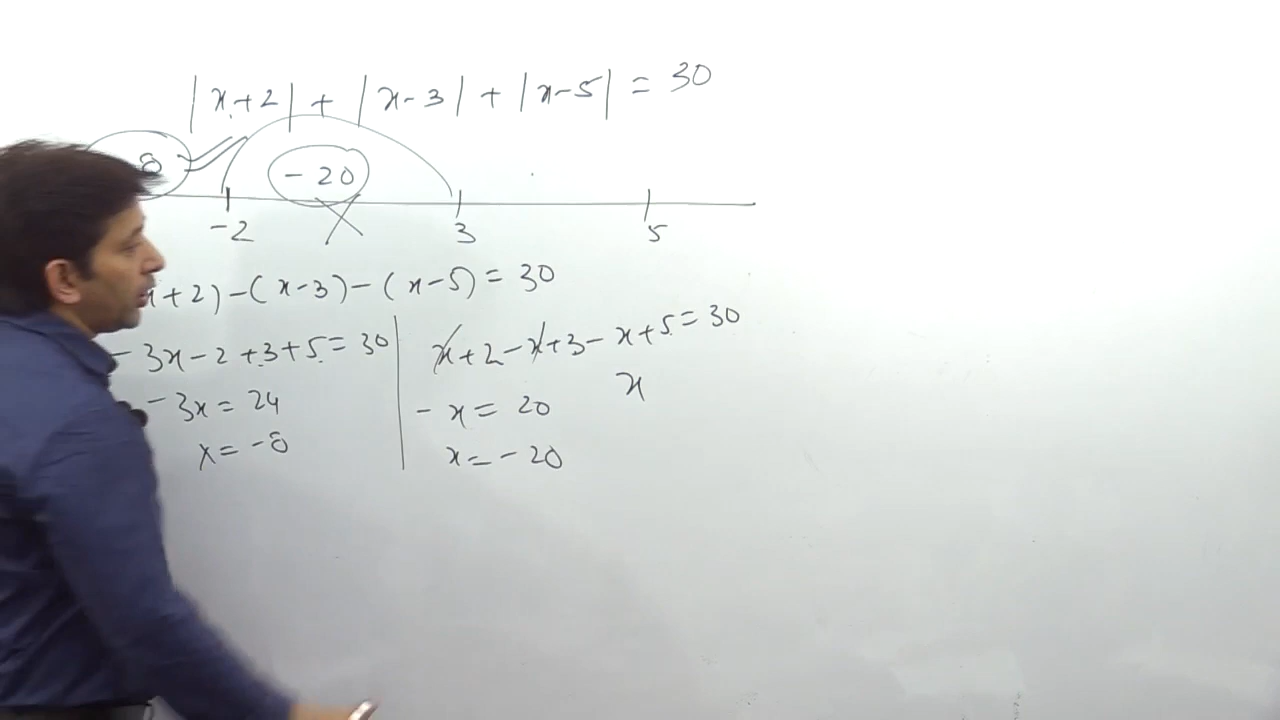 |x+2| + |x-3| + |x-5| = 30
8
-20
-2 3 5
x+2) -(x-3)-(x-5) = 30
-3x-2+3+5=30
x+2-x+3-x+5=30
x
-3x = 24
-x = 20
x = -8
x = -20